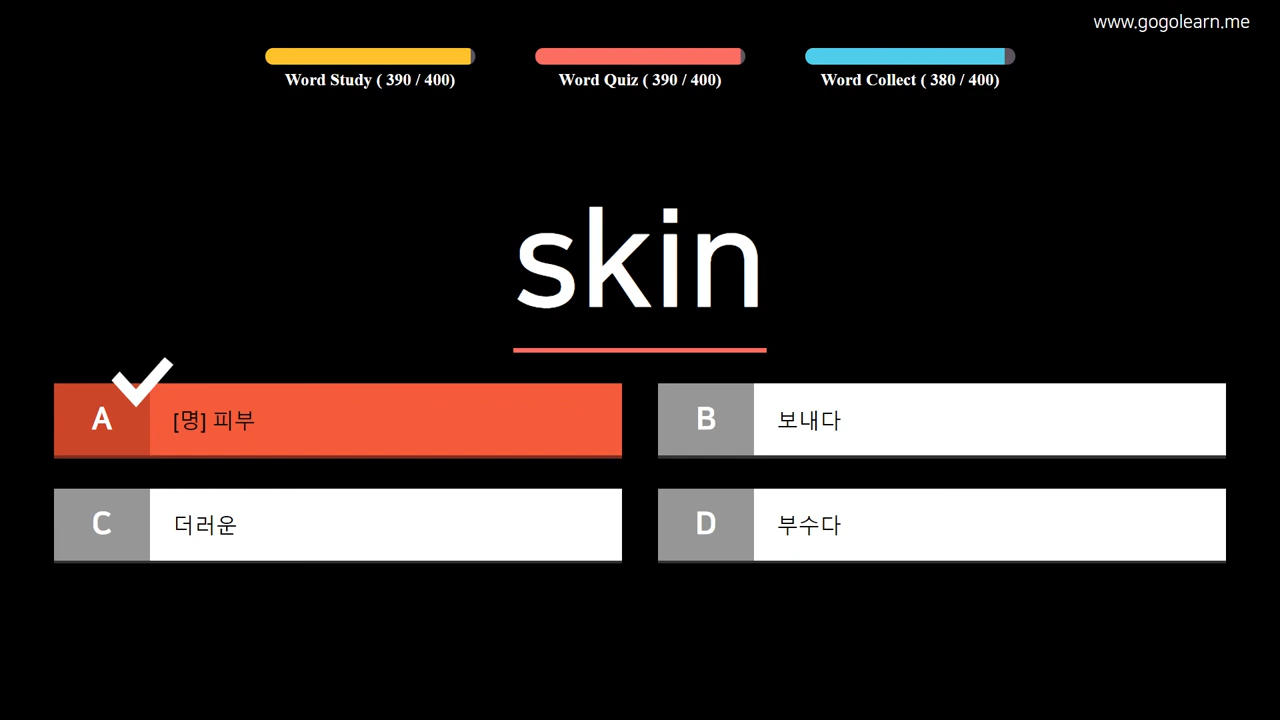 www.gogolearn.me
Word Study ( 390 / 400)
Word Quiz ( 390 / 400)
Word Collect ( 380 / 400)
skin
A [명] 피부
B 보내다
C 더러운
D 부수다